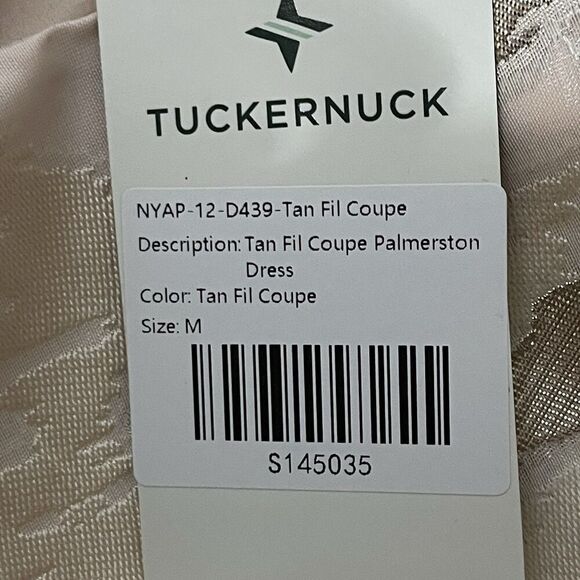 TUCKERNUCK
NYAP-12-D439-Tan Fil Coupe
Description: Tan Fil Coupe Palmerston
Dress
Color: Tan Fil Coupe
Size: M
S145035